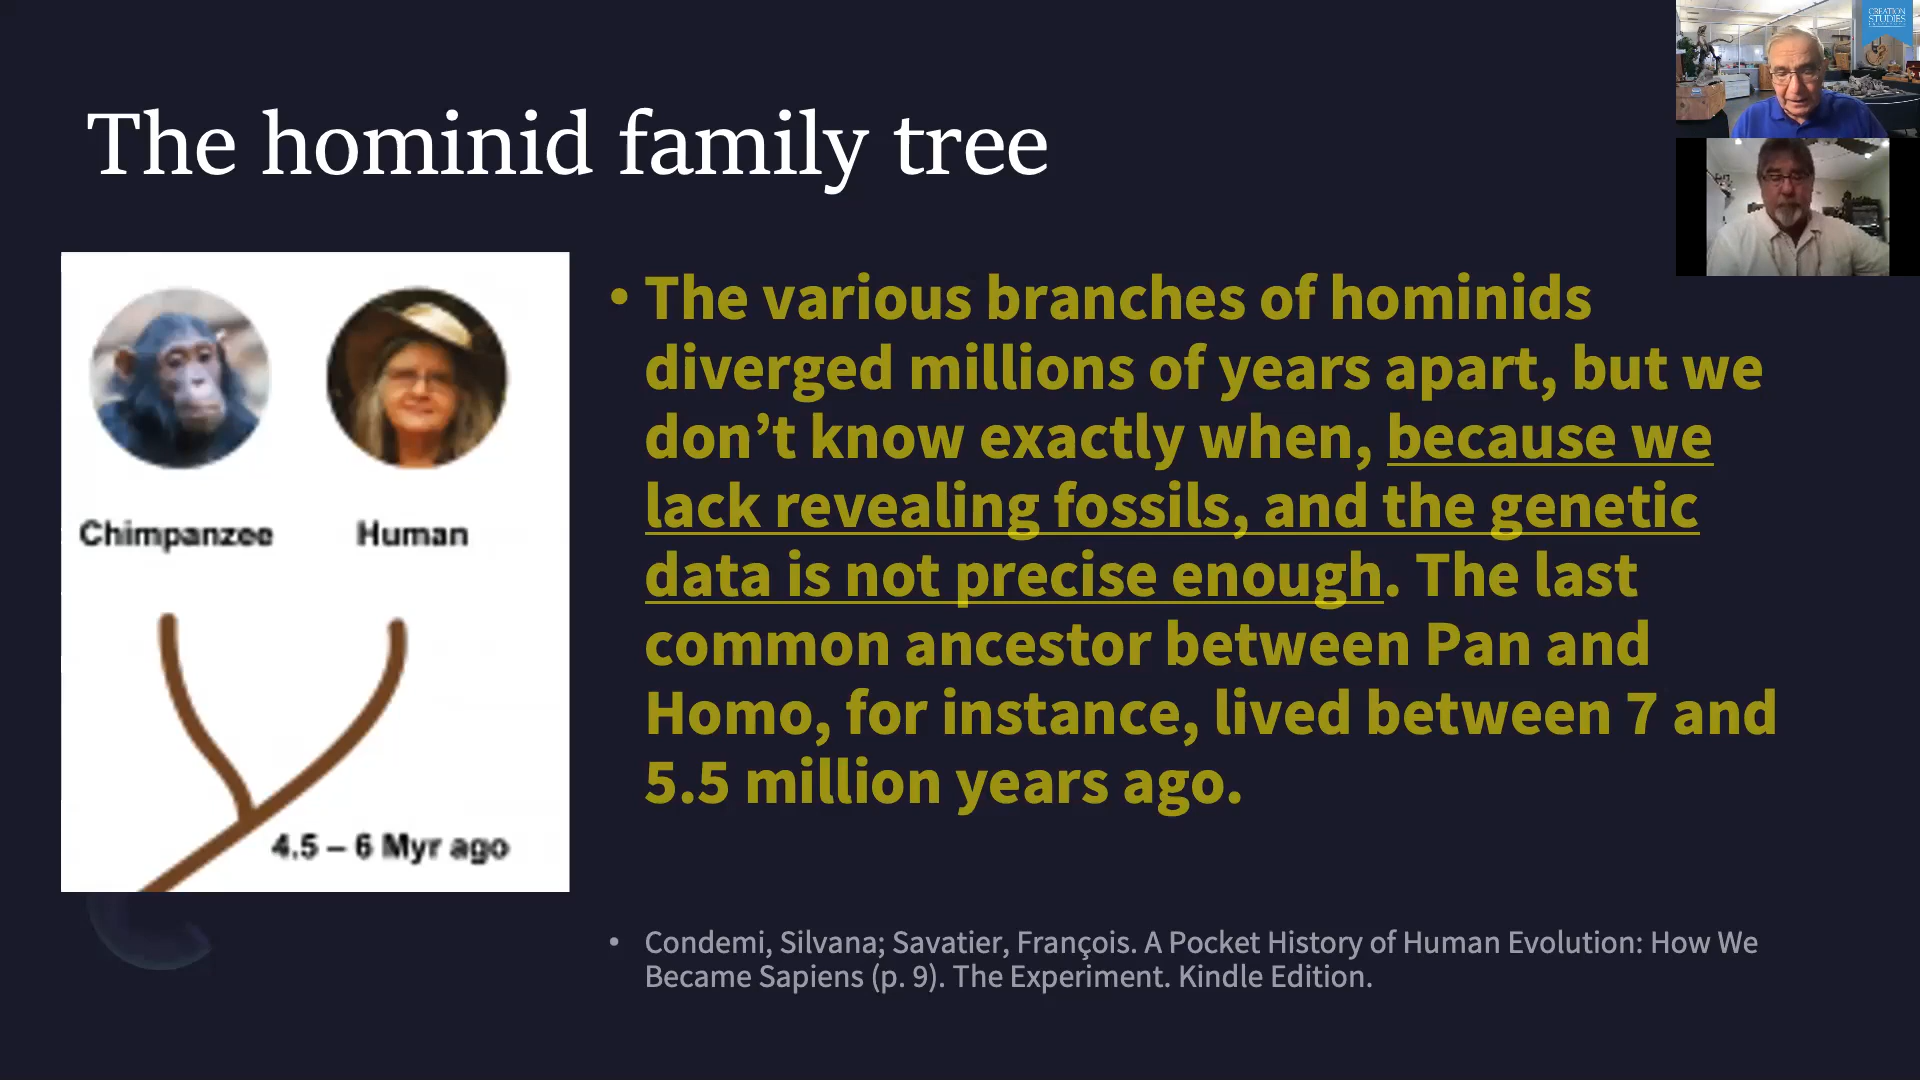 CREATION
STUDIES
The hominid family tree
Chimpanzee
Human
4.5 – 6 Myr ago
• The various branches of hominids
diverged millions of years apart, but we
don’t know exactly when, because we
lack revealing fossils, and the genetic
data is not precise enough. The last
common ancestor between Pan and
Homo, for instance, lived between 7 and
5.5 million years ago.
• Condemi, Silvana; Savatier, François. A Pocket History of Human Evolution: How We
Became Sapiens (p. 9). The Experiment. Kindle Edition.